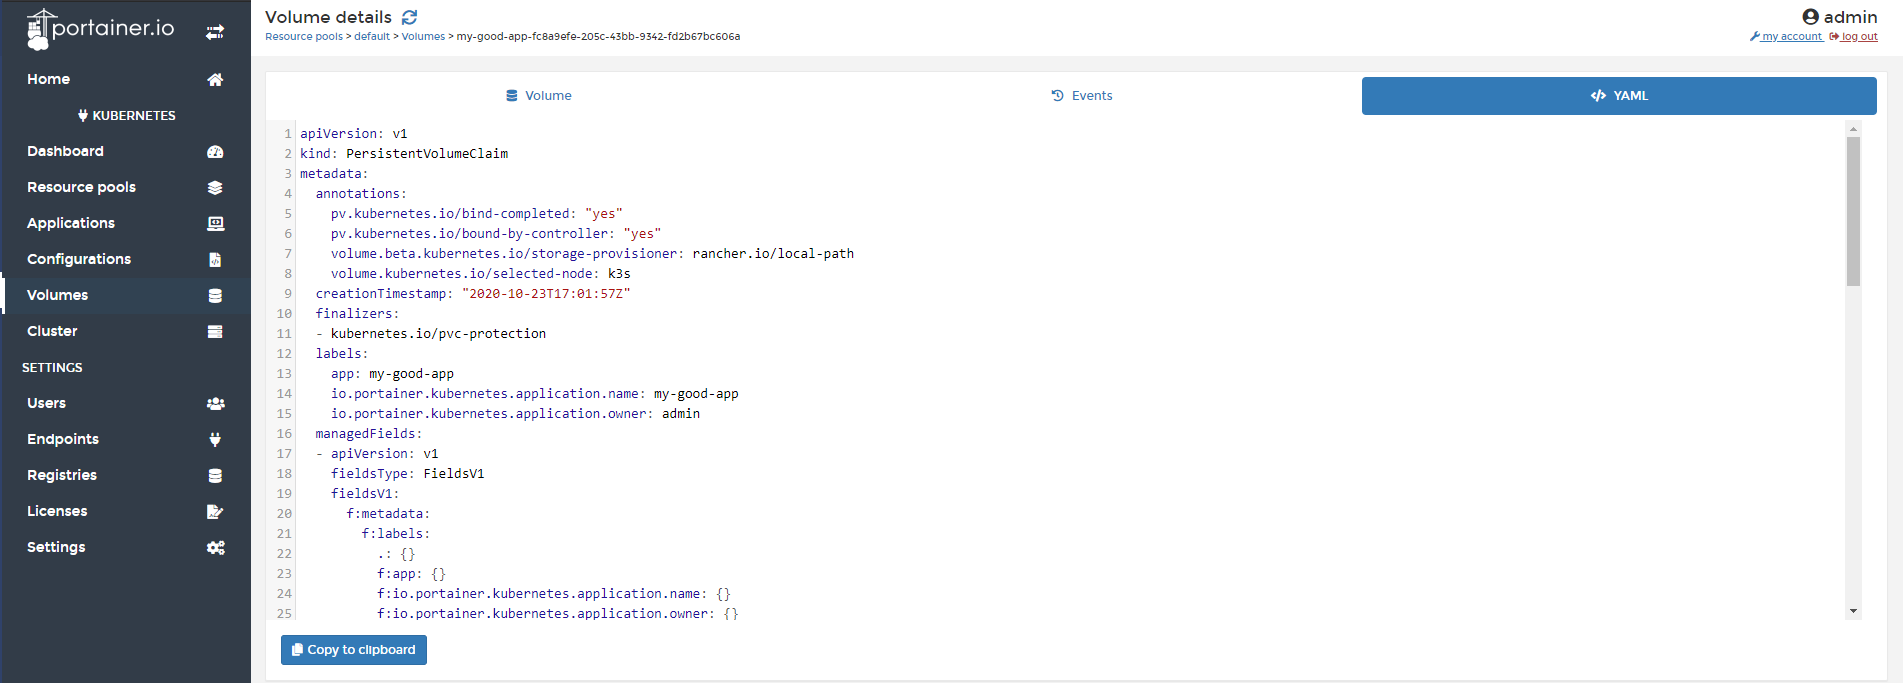 portainer.io
Home
KUBERNETES
Dashboard
Resource pools
Applications
Configurations
Volumes
Cluster
SETTINGS
Users
Endpoints
Registries
Licenses
Settings
Volume details
Resource pools > default > Volumes > my-good-app-fc8a9efe-205c-43bb-9342-fd2b67bc606a
admin
my account log out
Volume Events YAML
1 apiVersion: v1
2 kind: PersistentVolumeClaim
3 metadata:
4 annotations:
5 pv.kubernetes.io/bind-completed: "yes"
6 pv.kubernetes.io/bound-by-controller: "yes"
7 volume.beta.kubernetes.io/storage-provisioner: rancher.io/local-path
8 volume.kubernetes.io/selected-node: k3s
9 creationTimestamp: "2020-10-23T17:01:57Z"
10 finalizers:
11 - kubernetes.io/pvc-protection
12 labels:
13 app: my-good-app
14 io.portainer.kubernetes.application.name: my-good-app
15 io.portainer.kubernetes.application.owner: admin
16 managedFields:
17 - apiVersion: v1
18 fieldsType: FieldsV1
19 fieldsV1:
20 f:metadata:
21 f:labels:
22 .: {}
23 f:app: {}
24 f:io.portainer.kubernetes.application.name: {}
25 f:io.portainer.kubernetes.application.owner: {}
Copy to clipboard